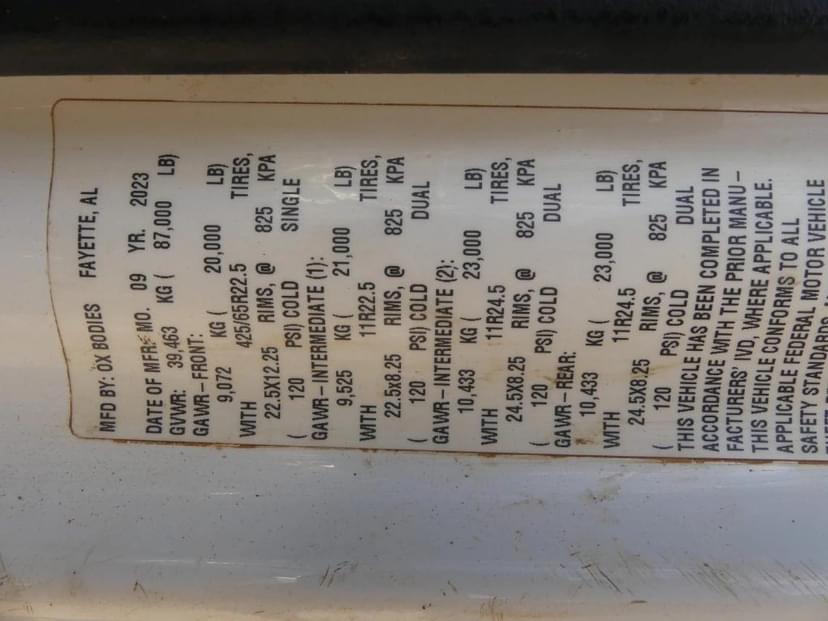 MFD BY: OX BODIES FAYETTE, AL
DATE OF MFR: MO. 09 YR. 2023
GVWR: 39,463 KG ( 87,000 LB)
GAWR-FRONT:
9,072 KG ( 20,000 LB)
WITH 425/65R22.5 TIRES,
22.5X12.25 RIMS, @ 825 KPA
( 120 PSI) COLD SINGLE
GAWR-INTERMEDIATE (1):
9,525 KG ( 21,000 LB)
WITH 11R22.5 TIRES,
22.5x8.25 RIMS, @ 825 KPA
( 120 PSI) COLD DUAL
GAWR-INTERMEDIATE (2):
10,433 KG ( 23,000 LB)
WITH 11R24.5 TIRES,
24.5X8.25 RIMS, @ 825 KPA
( 120 PSI) COLD DUAL
GAWR-REAR:
10,433 KG ( 23,000 LB)
WITH 11R24.5 TIRES,
24.5X8.25 RIMS, @ 825 KPA
( 120 PSI) COLD DUAL
THIS VEHICLE HAS BEEN COMPLETED IN
ACCORDANCE WITH THE PRIOR MANU-
FACTURERS' IVD, WHERE APPLICABLE.
THIS VEHICLE CONFORMS TO ALL
APPLICABLE FEDERAL MOTOR VEHICLE
SAFETY STANDARDS,